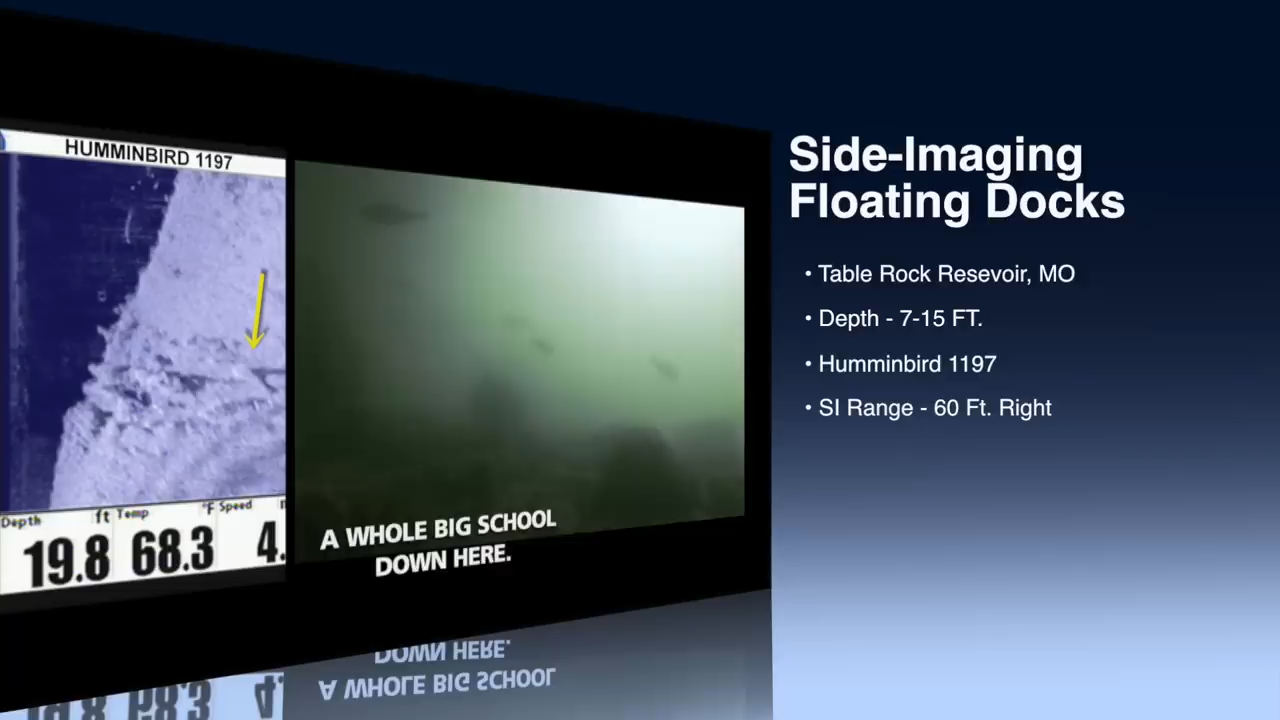 HUMMINBIRD 1197
Depth ft Temp °F Speed
19.8 68.3 4.
A WHOLE BIG SCHOOL
DOWN HERE.
Side-Imaging
Floating Docks
• Table Rock Resevoir, MO
• Depth - 7-15 FT.
• Humminbird 1197
• SI Range - 60 Ft. Right